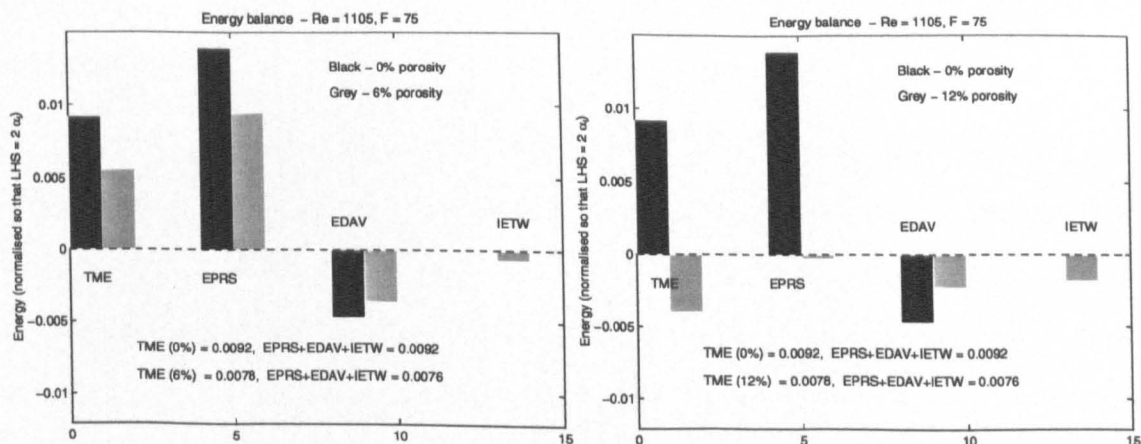 Energy balance – Re = 1105, F = 75
Energy (normalised so that LHS = 2 αᵢ)
0.01
0.005
0
−0.005
−0.01
Black – 0% porosity
Grey – 6% porosity
TME
EPRS
EDAV
IETW
TME (0%) = 0.0092, EPRS+EDAV+IETW = 0.0092
TME (6%) = 0.0078, EPRS+EDAV+IETW = 0.0076
0
5
10
15
Energy balance – Re = 1105, F = 75
Energy (normalised so that LHS = 2 αᵢ)
0.01
0.005
0
−0.005
−0.01
Black – 0% porosity
Grey – 12% porosity
TME
EPRS
EDAV
IETW
TME (0%) = 0.0092, EPRS+EDAV+IETW = 0.0092
TME (12%) = 0.0078, EPRS+EDAV+IETW = 0.0076
0
5
10
15